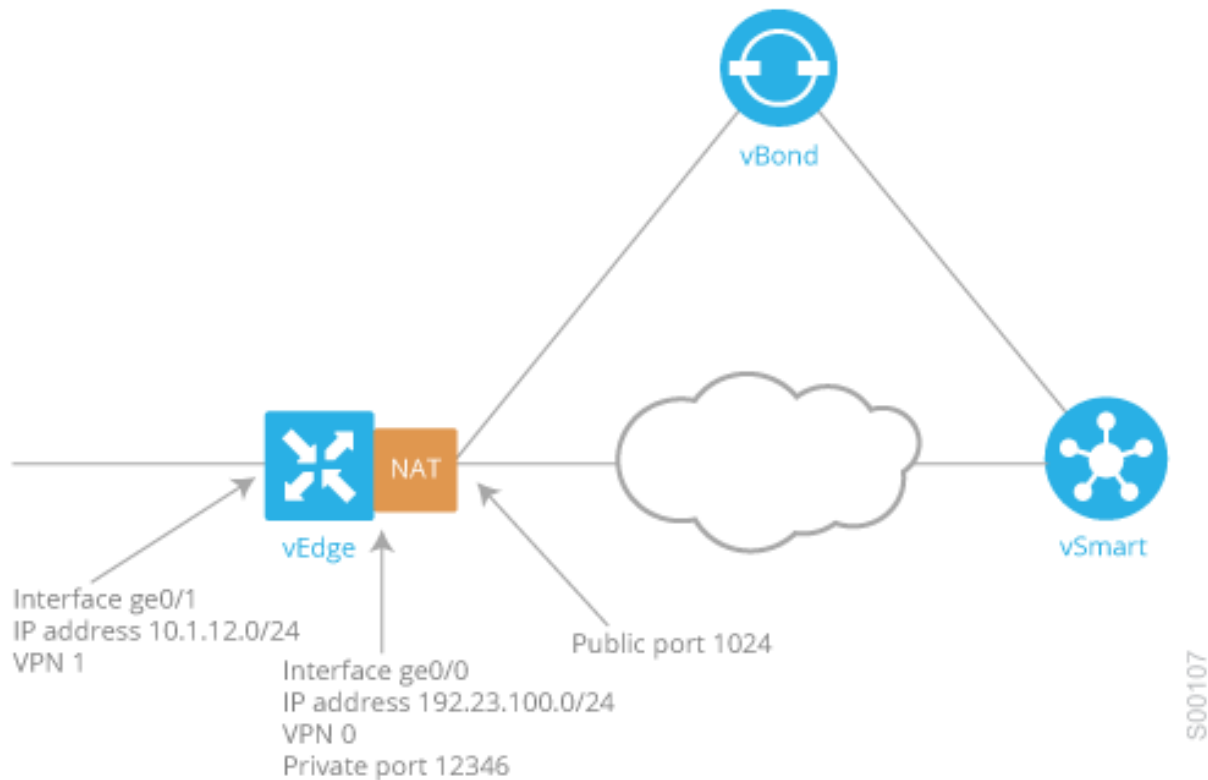 vBond
NAT
vEdge
vSmart
Interface ge0/1
IP address 10.1.12.0/24
VPN 1
Public port 1024
Interface ge0/0
IP address 192.23.100.0/24
VPN 0
Private port 12346
S00107